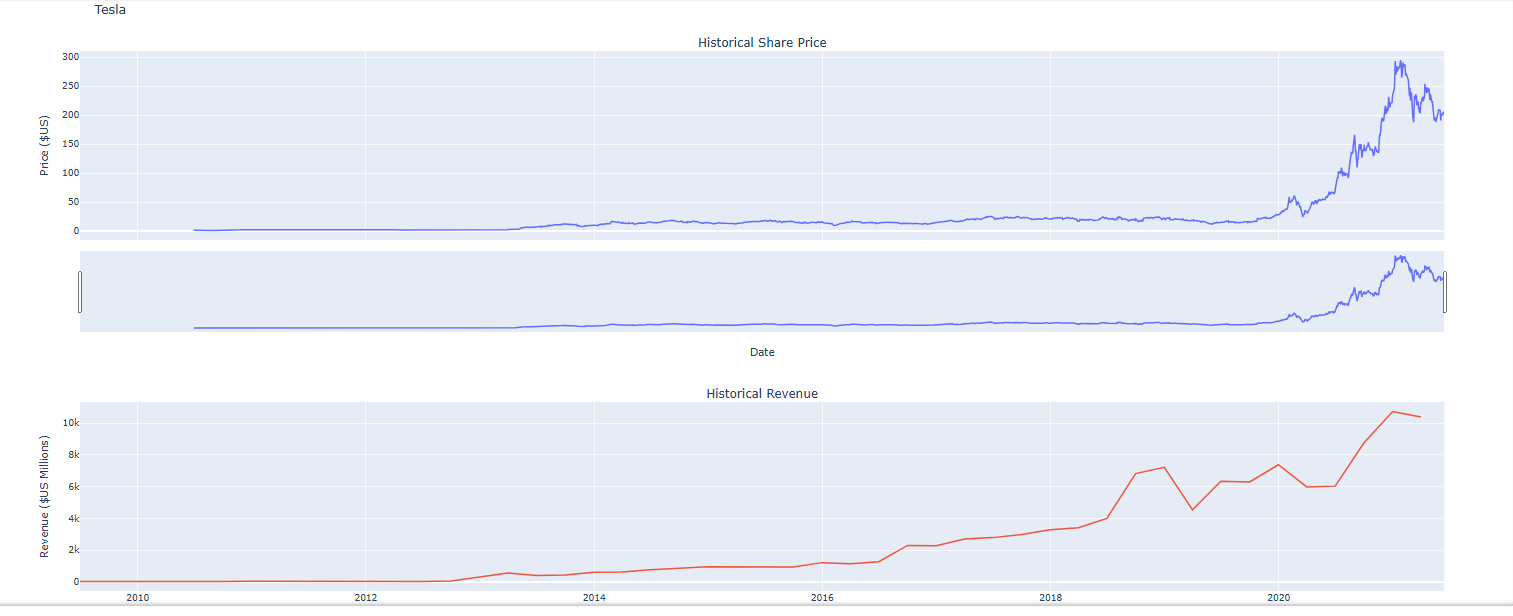 Tesla
Historical Share Price
300
250
200
150
100
50
0
Price ($US)
Date
Historical Revenue
10k
8k
6k
4k
2k
0
Revenue ($US Millions)
2010 2012 2014 2016 2018 2020